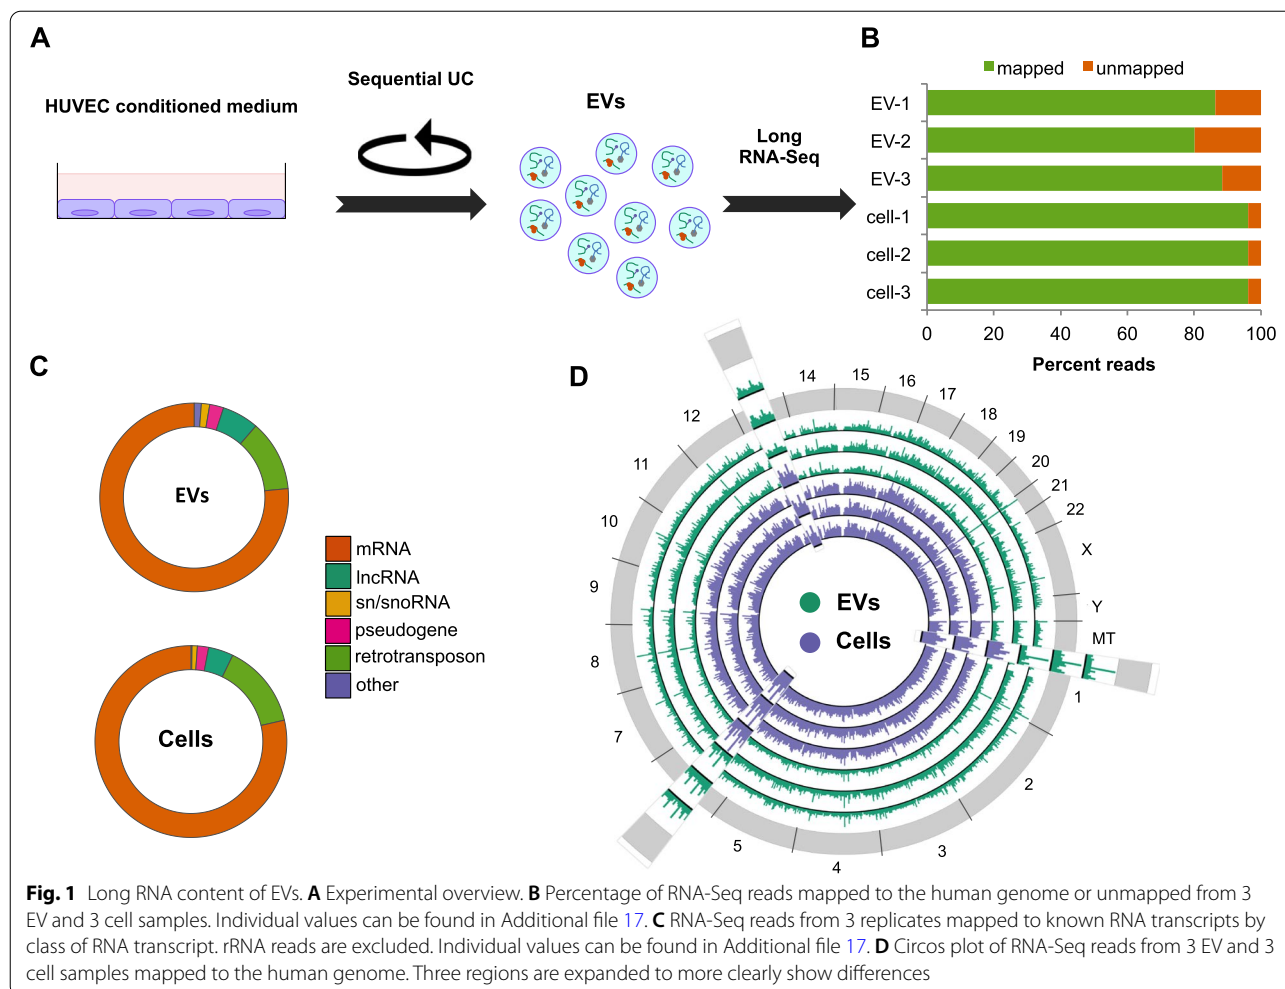 A
HUVEC conditioned medium
Sequential UC
EVs
Long
RNA-Seq
B
mapped unmapped
EV-1
EV-2
EV-3
cell-1
cell-2
cell-3
0 20 40 60 80 100
Percent reads
C
EVs
Cells
mRNA
lncRNA
sn/snoRNA
pseudogene
retrotransposon
other
D
EVs
Cells
14
15
16
17
18
19
20
21
22
X
Y
MT
1
2
3
4
5
7
8
9
10
11
12
Fig. 1 Long RNA content of EVs. A Experimental overview. B Percentage of RNA-Seq reads mapped to the human genome or unmapped from 3
EV and 3 cell samples. Individual values can be found in Additional file 17. C RNA-Seq reads from 3 replicates mapped to known RNA transcripts by
class of RNA transcript. rRNA reads are excluded. Individual values can be found in Additional file 17. D Circos plot of RNA-Seq reads from 3 EV and 3
cell samples mapped to the human genome. Three regions are expanded to more clearly show differences